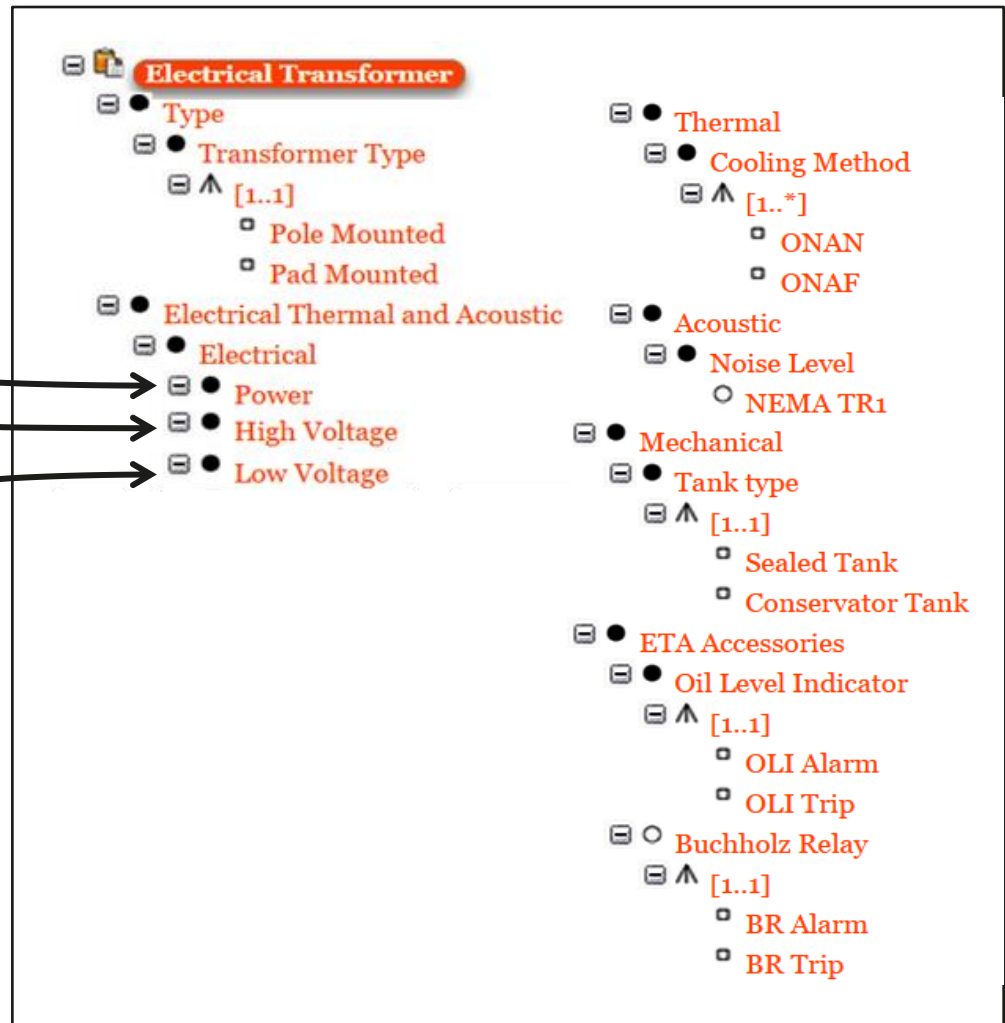 Electrical Transformer
Type
Transformer Type
[1..1]
Pole Mounted
Pad Mounted
Electrical Thermal and Acoustic
Electrical
Power
High Voltage
Low Voltage
Thermal
Cooling Method
[1..*]
ONAN
ONAF
Acoustic
Noise Level
NEMA TR1
Mechanical
Tank type
[1..1]
Sealed Tank
Conservator Tank
ETA Accessories
Oil Level Indicator
[1..1]
OLI Alarm
OLI Trip
Buchholz Relay
[1..1]
BR Alarm
BR Trip